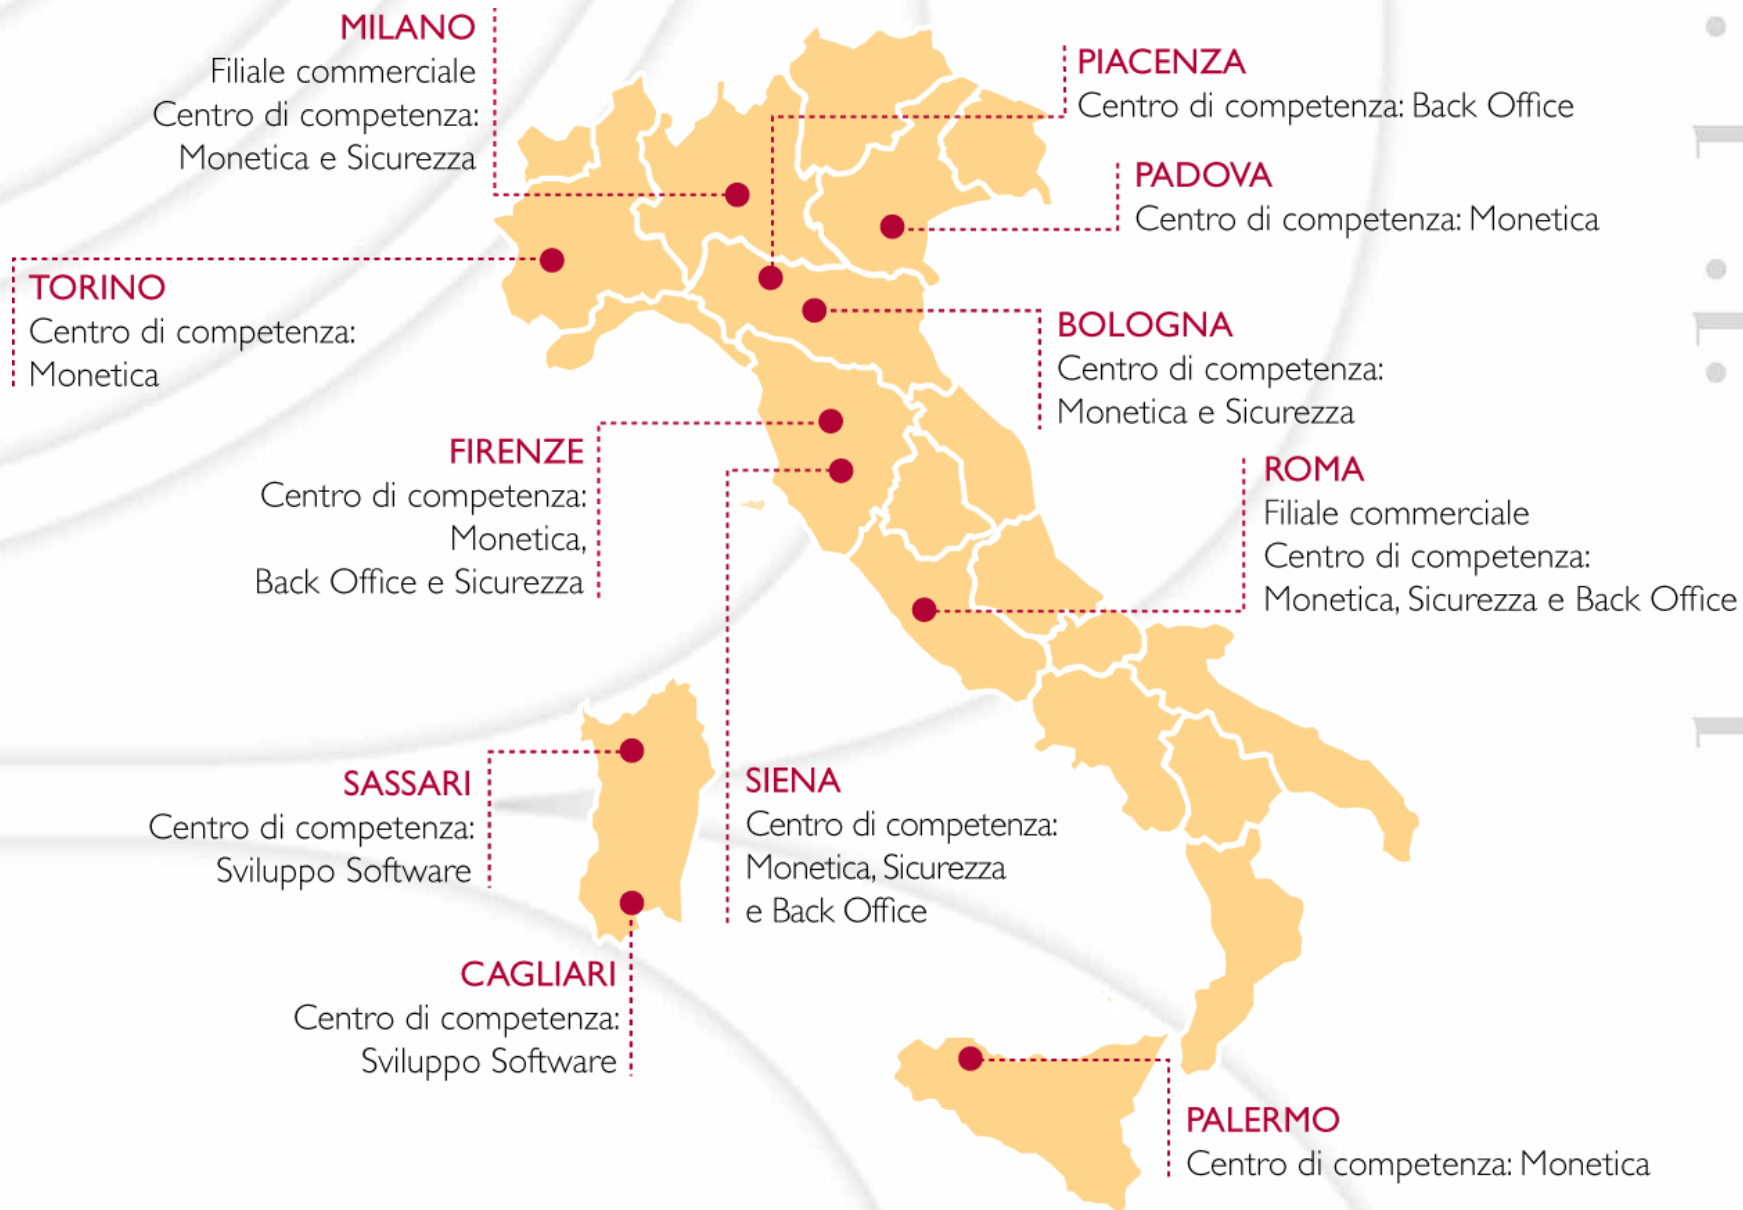 MILANO
Filiale commerciale
Centro di competenza:
Monetica e Sicurezza
PIACENZA
Centro di competenza: Back Office
PADOVA
Centro di competenza: Monetica
TORINO
Centro di competenza:
Monetica
BOLOGNA
Centro di competenza:
Monetica e Sicurezza
FIRENZE
Centro di competenza:
Monetica,
Back Office e Sicurezza
ROMA
Filiale commerciale
Centro di competenza:
Monetica, Sicurezza e Back Office
SASSARI
Centro di competenza:
Sviluppo Software
SIENA
Centro di competenza:
Monetica, Sicurezza
e Back Office
CAGLIARI
Centro di competenza:
Sviluppo Software
PALERMO
Centro di competenza: Monetica